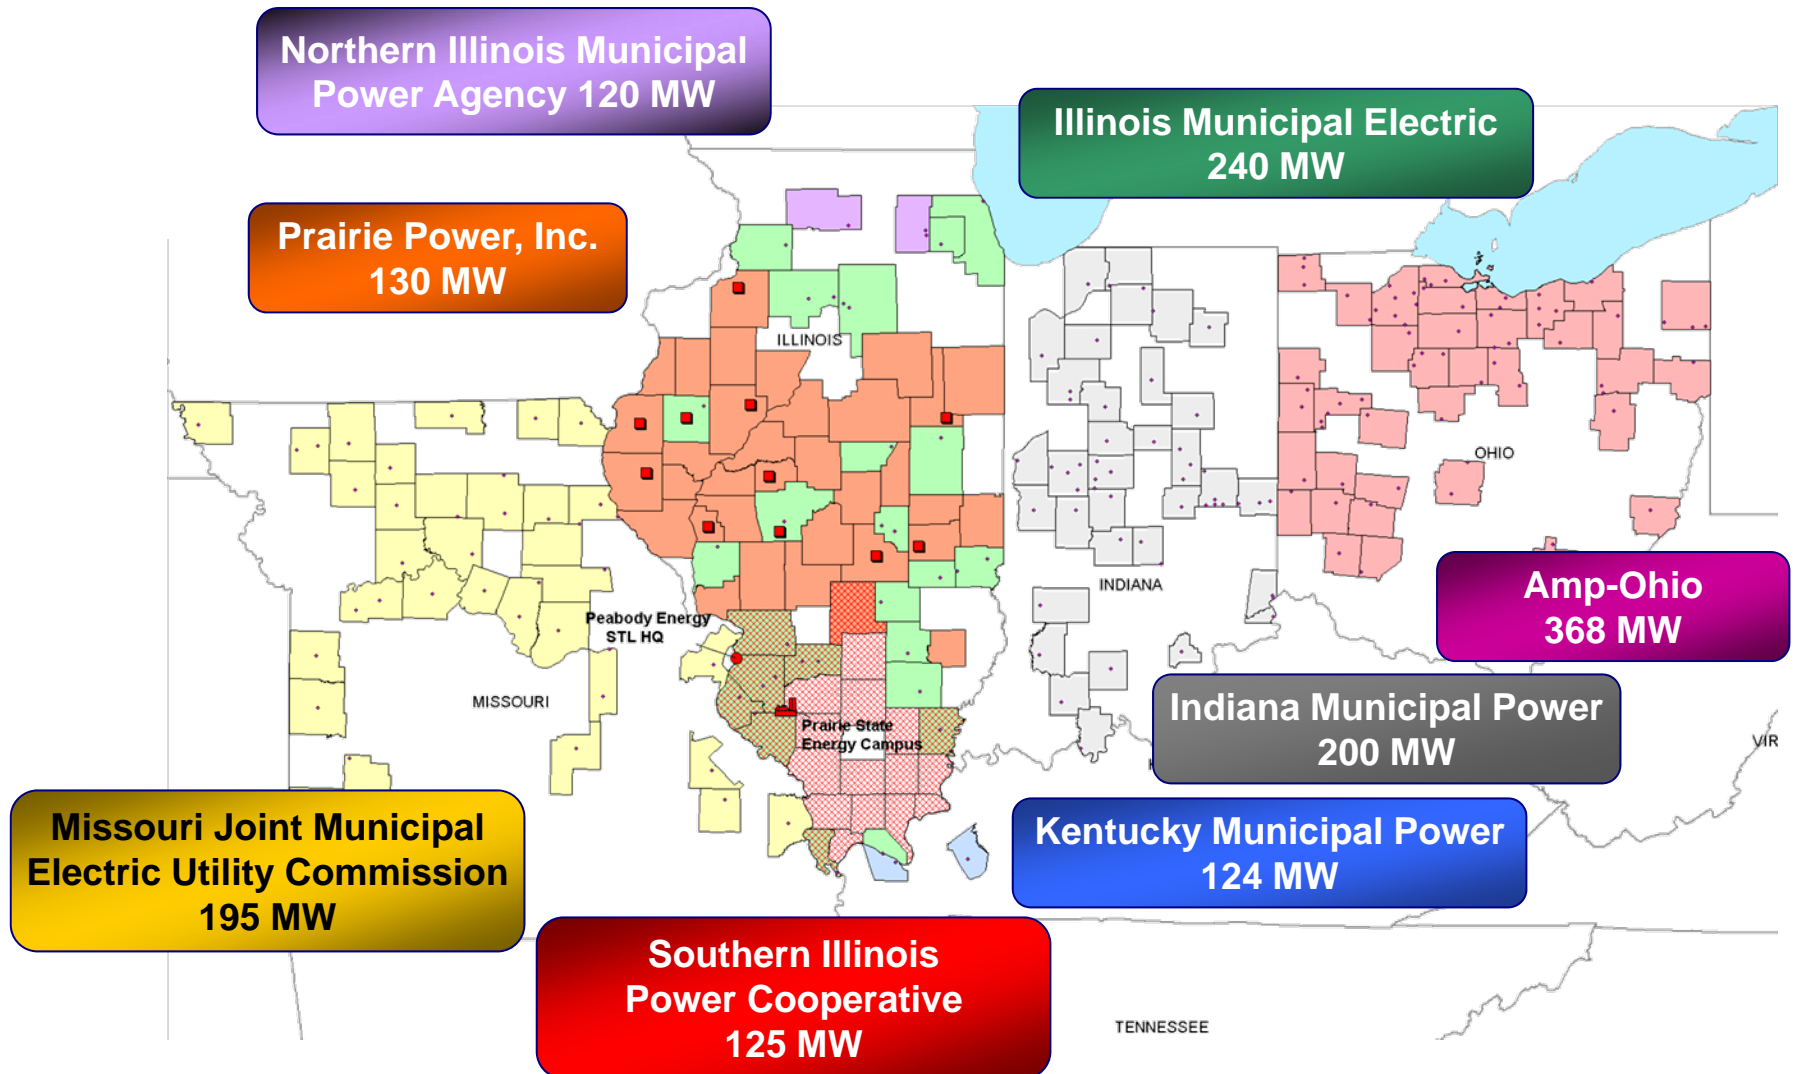 Northern Illinois Municipal
Power Agency 120 MW
Illinois Municipal Electric
240 MW
Prairie Power, Inc.
130 MW
ILLINOIS
OHIO
INDIANA
Amp-Ohio
368 MW
Peabody Energy
STL HQ
MISSOURI
Prairie State
Energy Campus
Indiana Municipal Power
200 MW
VIR
Missouri Joint Municipal
Electric Utility Commission
195 MW
Kentucky Municipal Power
124 MW
Southern Illinois
Power Cooperative
125 MW
TENNESSEE